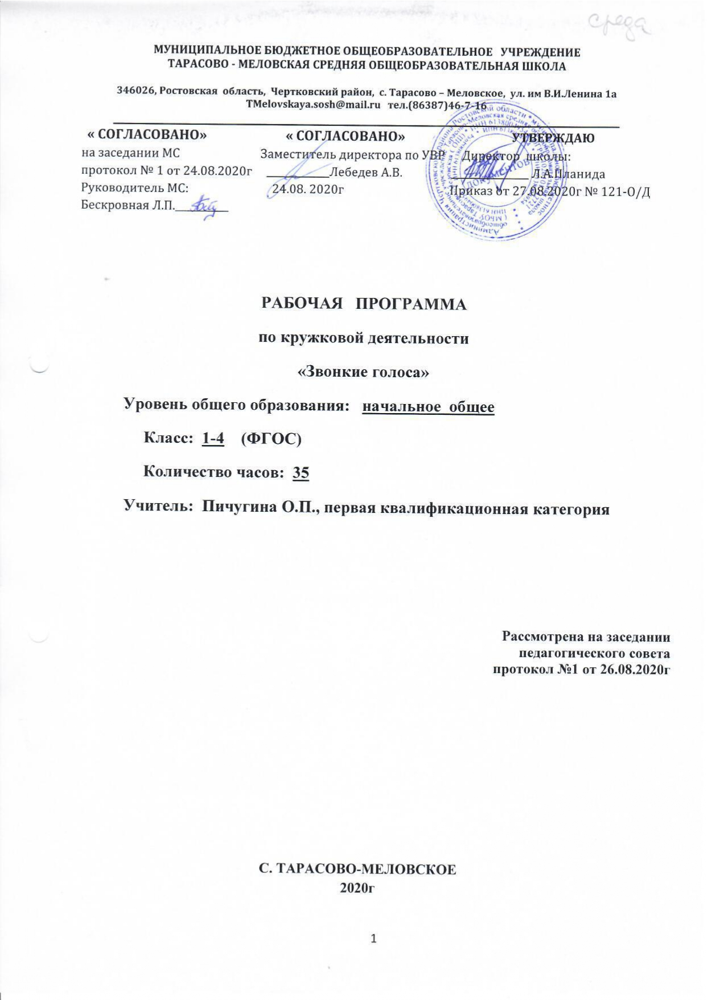 среда
МУНИЦИПАЛЬНОЕ БЮДЖЕТНОЕ ОБЩЕОБРАЗОВАТЕЛЬНОЕ УЧРЕЖДЕНИЕ
ТАРАСОВО - МЕЛОВСКАЯ СРЕДНЯЯ ОБЩЕОБРАЗОВАТЕЛЬНАЯ ШКОЛА
346026, Ростовская область, Чертковский район, с. Тарасово – Меловское, ул. им В.И.Ленина 1а
TMelovskaya.sosh@mail.ru тел.(86387)46-7-16
« СОГЛАСОВАНО»
на заседании МС
протокол № 1 от 24.08.2020г
Руководитель МС:
Бескровная Л.П.
« СОГЛАСОВАНО»
Заместитель директора по УВР
Лебедев А.В.
24.08. 2020г
УТВЕРЖДАЮ
Директор школы:
Л.А.Планида
Приказ от 27.08.2020г № 121-О/Д
ДОКУМЕНТОВ
РАБОЧАЯ ПРОГРАММА
по кружковой деятельности
«Звонкие голоса»
Уровень общего образования: начальное общее
Класс: 1-4 (ФГОС)
Количество часов: 35
Учитель: Пичугина О.П., первая квалификационная категория
Рассмотрена на заседании
педагогического совета
протокол №1 от 26.08.2020г
С. ТАРАСОВО-МЕЛОВСКОЕ
2020г
1